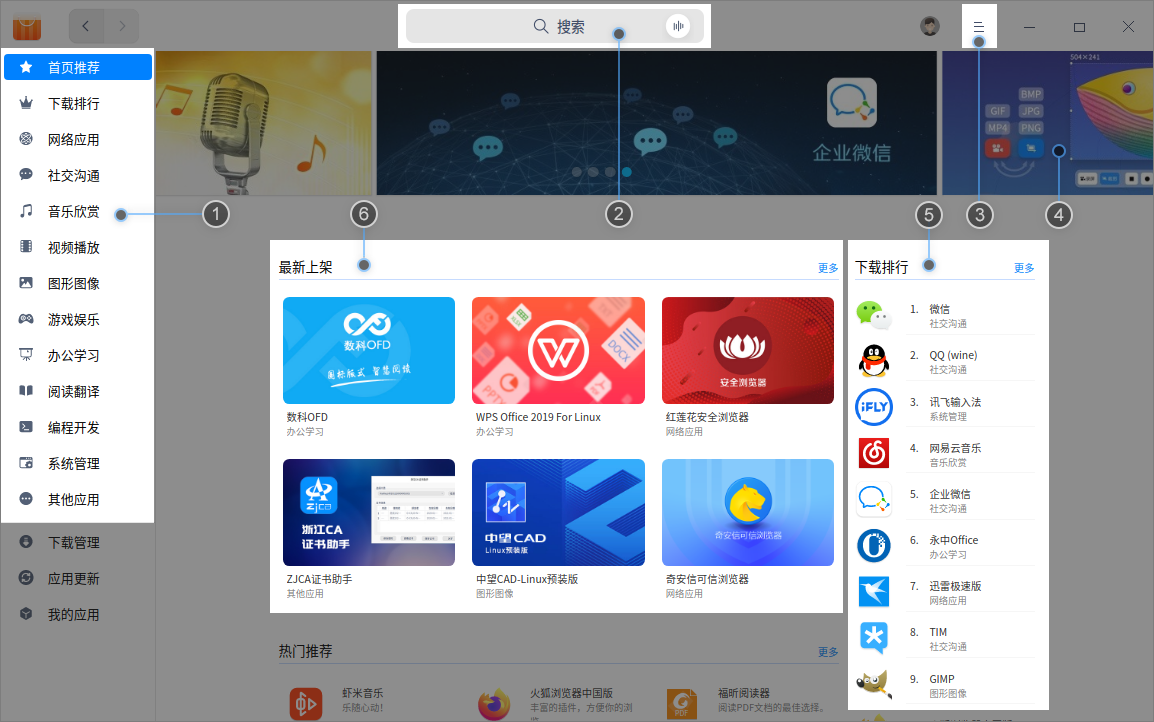 搜索
首页推荐
下载排行
网络应用
社交沟通
音乐欣赏
视频播放
图形图像
游戏娱乐
办公学习
阅读翻译
编程开发
系统管理
其他应用
下载管理
应用更新
我的应用
企业微信
504×241
BMP
GIF JPG
MP4 PNG
1
6
2
3
4
5
最新上架
更多
数科OFD
国标版式 智慧阅读
数科OFD
办公学习
DOCX
PPTX
WPS Office 2019 For Linux
办公学习
安全浏览器
红莲花安全浏览器
网络应用
ZJCA
浙江CA
证书助手
ZJCA证书助手
其他应用
中望CAD
Linux预装版
中望CAD-Linux预装版
图形图像
奇安信可信浏览器
奇安信可信浏览器
网络应用
下载排行
更多
1. 微信
社交沟通
2. QQ (wine)
社交沟通
iFLY
3. 讯飞输入法
系统管理
4. 网易云音乐
音乐欣赏
5. 企业微信
社交沟通
6. 永中Office
办公学习
7. 迅雷极速版
网络应用
8. TIM
社交沟通
9. GIMP
图形图像
热门推荐
更多
虾米音乐
乐随心动!
火狐浏览器中国版
丰富的插件，方便你的浏
PDF
福昕阅读器
阅读PDF文档的最佳选择。